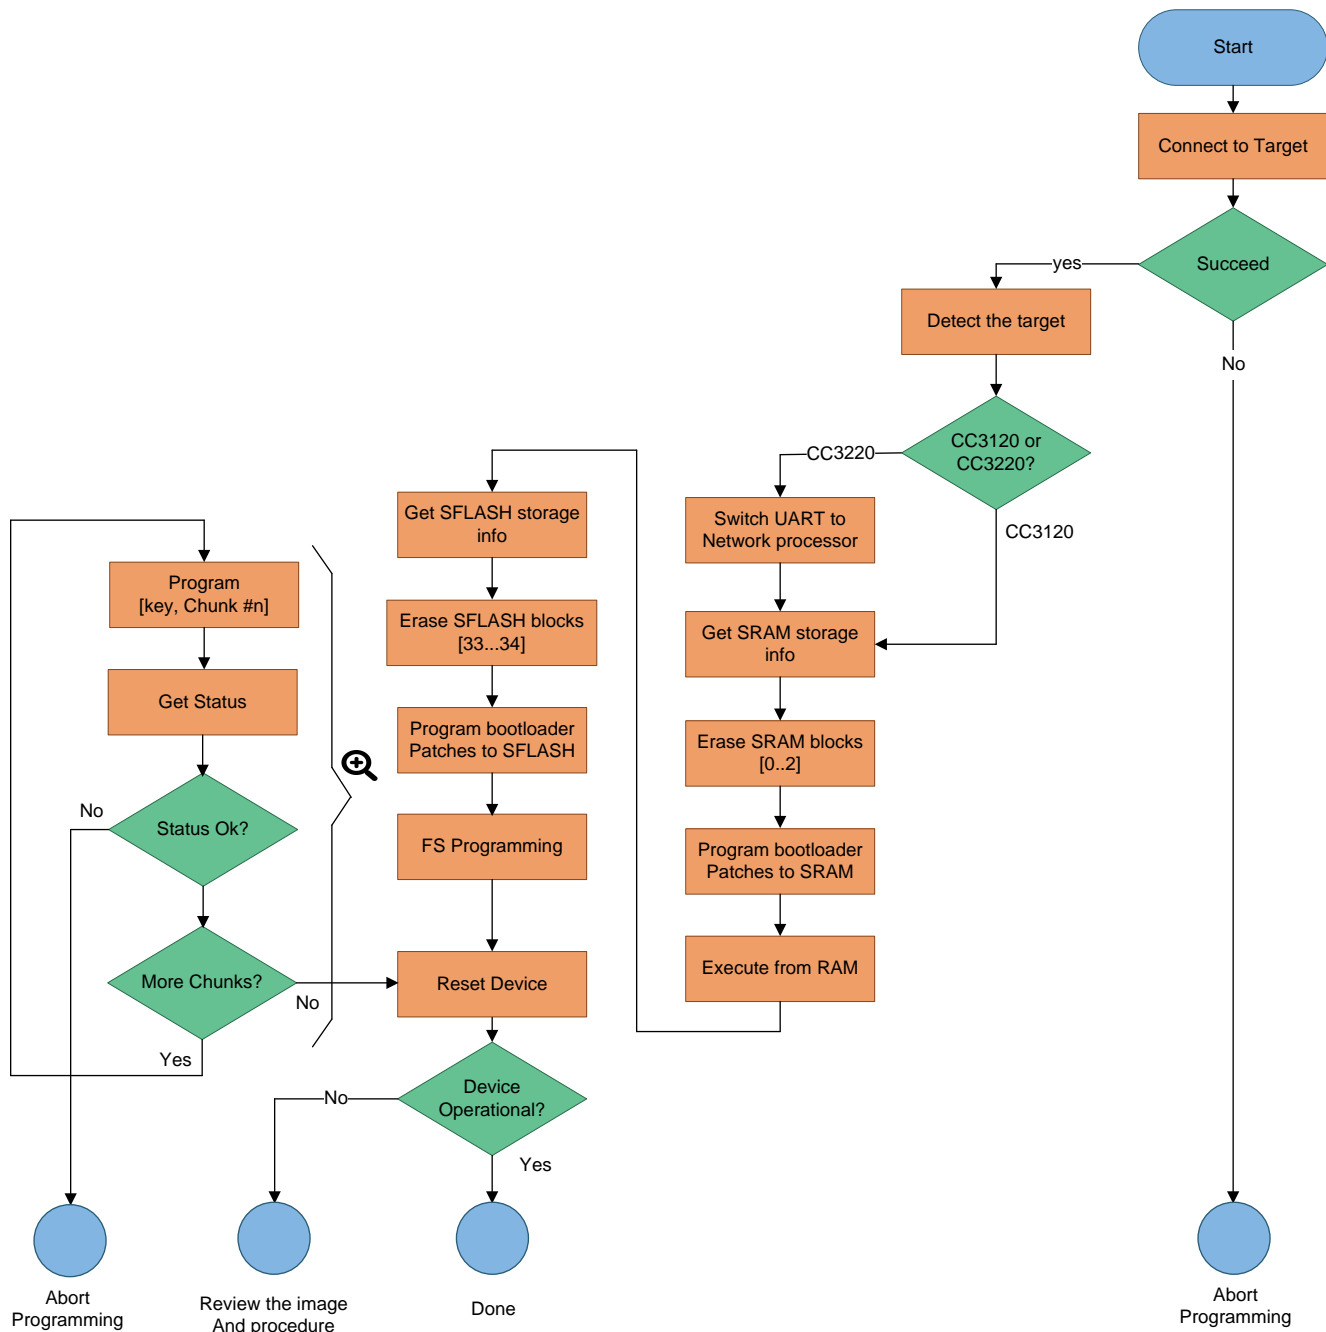 Start
Connect to Target
Succeed
yes
No
Detect the target
CC3120 or
CC3220?
CC3220
CC3120
Switch UART to
Network processor
Get SRAM storage
info
Erase SRAM blocks
[0..2]
Program bootloader
Patches to SRAM
Execute from RAM
Get SFLASH storage
info
Erase SFLASH blocks
[33...34]
Program bootloader
Patches to SFLASH
FS Programming
Reset Device
Device
Operational?
No
Yes
Program
[key, Chunk #n]
Get Status
Status Ok?
No
More Chunks?
No
Yes
Abort
Programming
Review the image
And procedure
Done
Abort
Programming